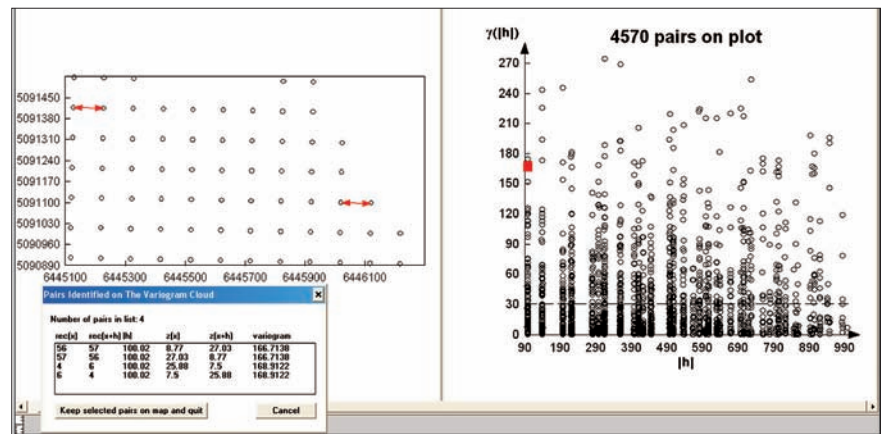 5091450
5091380
5091310
5091240
5091170
5091100
5091030
5090960
5090890
6445100 6445300 6445500 6445700 6445900 6446100
Pairs Identified on The Variogram Cloud
Number of pairs in list: 4
rec(x) rec(x+h) |h| z(x) z(x+h) variogram
56 57 100.02 8.77 27.03 166.7138
57 56 100.02 27.03 8.77 166.7138
4 6 100.02 25.88 7.5 168.9122
6 4 100.02 7.5 25.88 168.9122
Keep selected pairs on map and quit Cancel
γ(|h|)
4570 pairs on plot
270
240
210
180
150
120
90
60
30
0
90 190 290 390 490 590 690 790 890 990
|h|